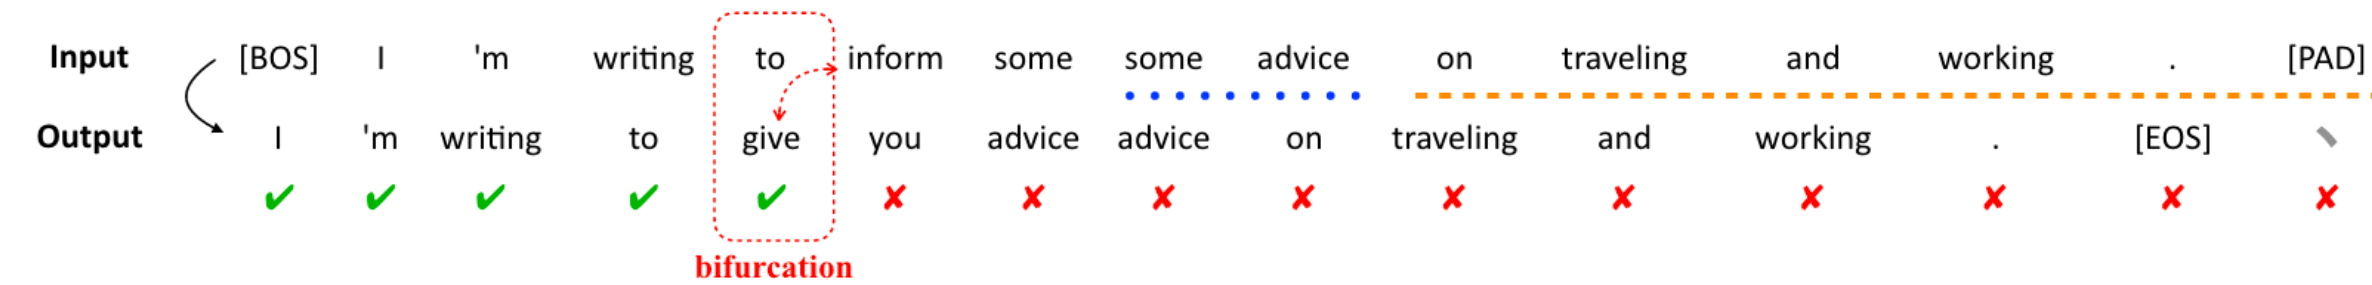 Input [BOS] I 'm writing to inform some some advice on traveling and working . [PAD]
Output I 'm writing to give you advice advice on traveling and working . [EOS]
✔ ✔ ✔ ✔ ✔ ✘ ✘ ✘ ✘ ✘ ✘ ✘ ✘ ✘ ✘
bifurcation